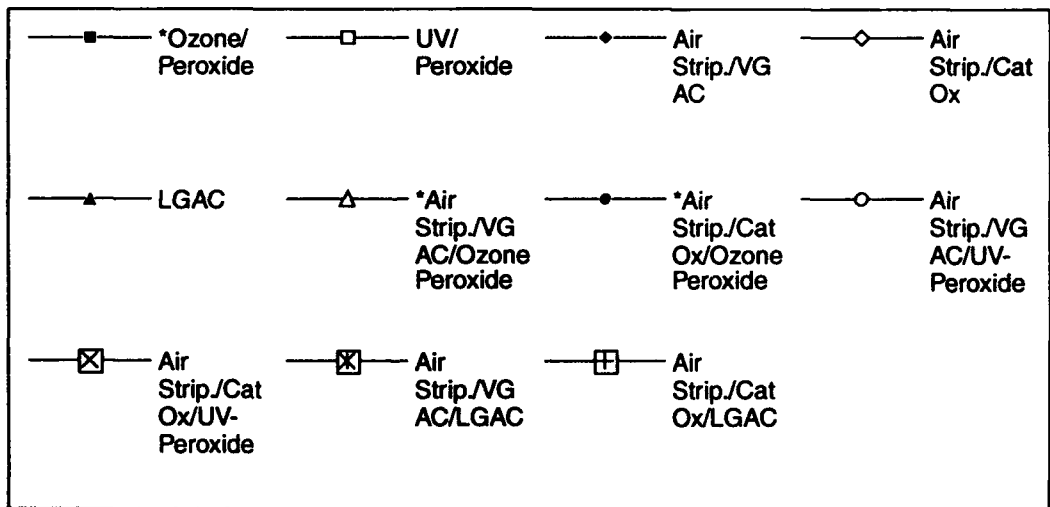 *Ozone/
Peroxide
UV/
Peroxide
Air
Strip./VG
AC
Air
Strip./Cat
Ox
LGAC
*Air
Strip./VG
AC/Ozone
Peroxide
*Air
Strip./Cat
Ox/Ozone
Peroxide
Air
Strip./VG
AC/UV-
Peroxide
Air
Strip./Cat
Ox/UV-
Peroxide
Air
Strip./VG
AC/LGAC
Air
Strip./Cat
Ox/LGAC